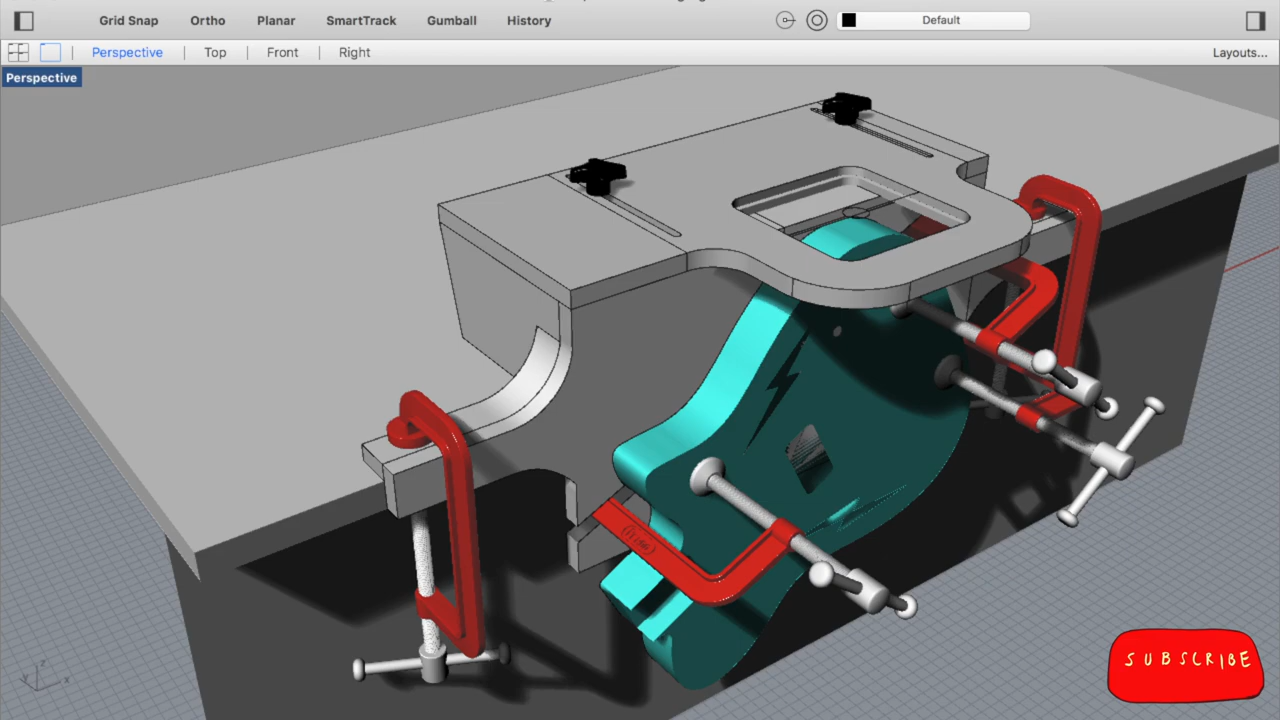 Grid Snap Ortho Planar SmartTrack Gumball History Default
Perspective Top Front Right Layouts...
Perspective
SUBSCRIBE
z
y x